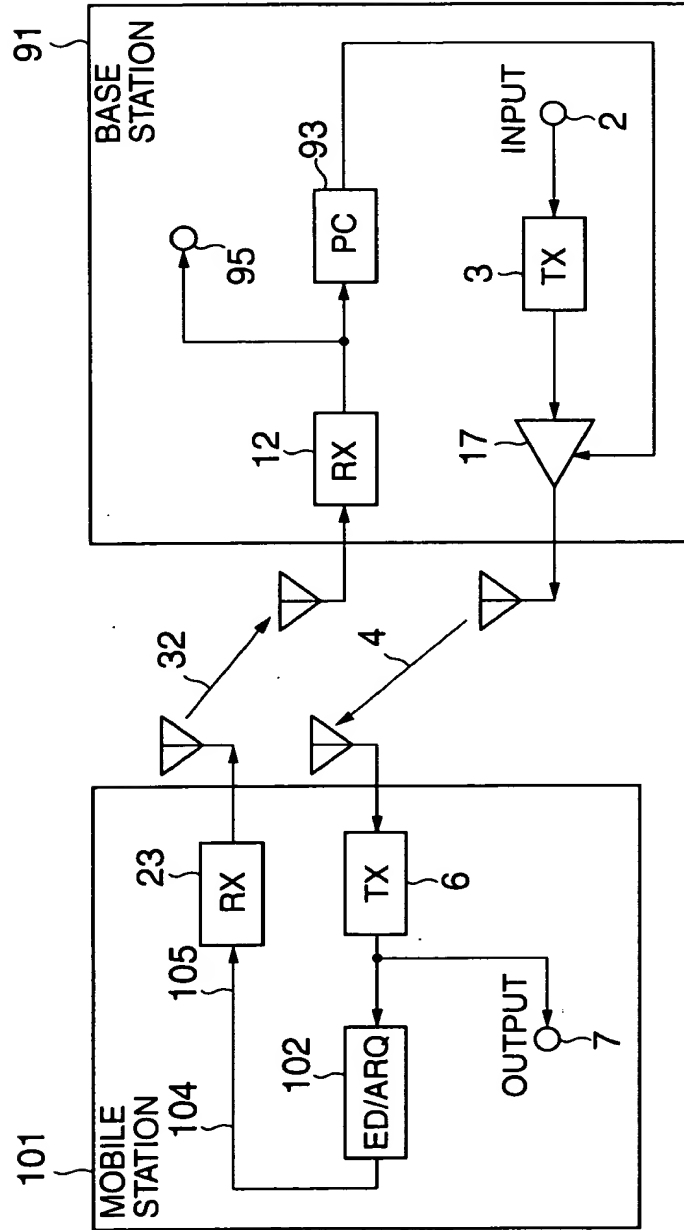 101
MOBILE
STATION
104
105
23
RX
102
ED/ARQ
TX
6
OUTPUT
7
32
4
91
BASE
STATION
12
RX
95
93
PC
17
3
TX
INPUT
2